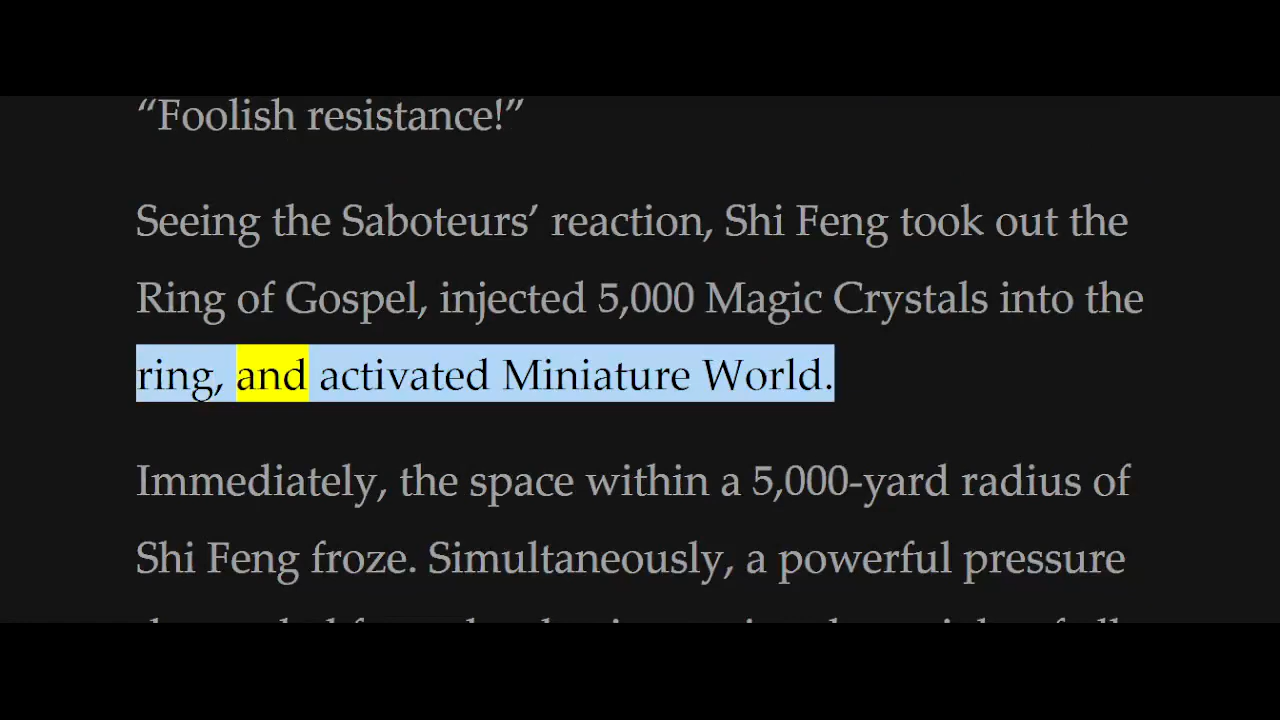 “Foolish resistance!”
Seeing the Saboteurs’ reaction, Shi Feng took out the
Ring of Gospel, injected 5,000 Magic Crystals into the
ring, and activated Miniature World.
Immediately, the space within a 5,000-yard radius of
Shi Feng froze. Simultaneously, a powerful pressure